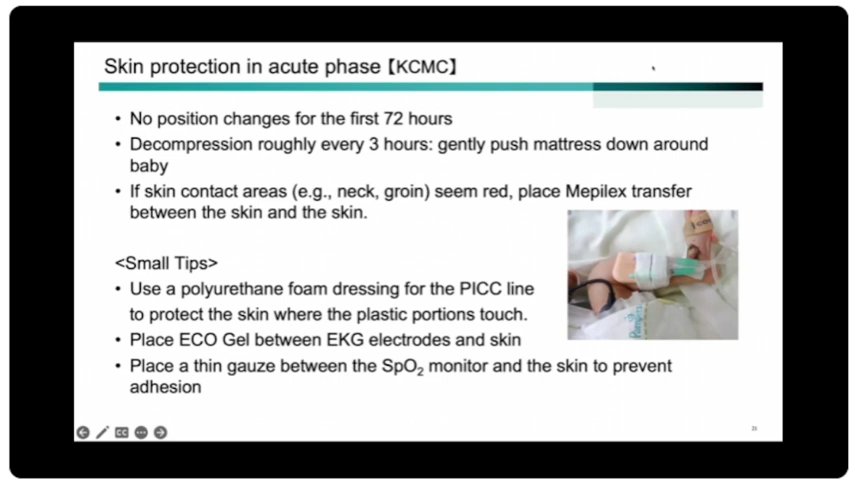 Skin protection in acute phase【KCMC】
• No position changes for the first 72 hours
• Decompression roughly every 3 hours: gently push mattress down around
baby
• If skin contact areas (e.g., neck, groin) seem red, place Mepilex transfer
between the skin and the skin.
<Small Tips>
• Use a polyurethane foam dressing for the PICC line
to protect the skin where the plastic portions touch.
• Place ECO Gel between EKG electrodes and skin
• Place a thin gauze between the SpO₂ monitor and the skin to prevent
adhesion
Pampers
CC